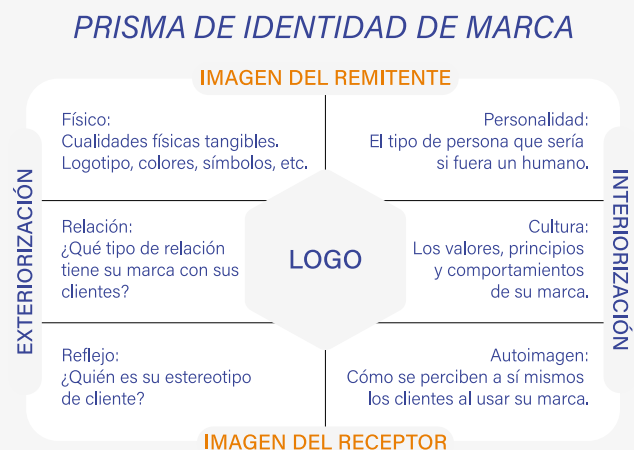 PRISMA DE IDENTIDAD DE MARCA
IMAGEN DEL REMITENTE
EXTERIORIZACIÓN
Físico:
Cualidades físicas tangibles.
Logotipo, colores, símbolos, etc.
Personalidad:
El tipo de persona que sería
si fuera un humano.
Relación:
¿Qué tipo de relación
tiene su marca con sus
clientes?
LOGO
Cultura:
Los valores, principios
y comportamientos
de su marca.
Reflejo:
¿Quién es su estereotipo
de cliente?
Autoimagen:
Cómo se perciben a sí mismos
los clientes al usar su marca.
INTERIORIZACIÓN
IMAGEN DEL RECEPTOR